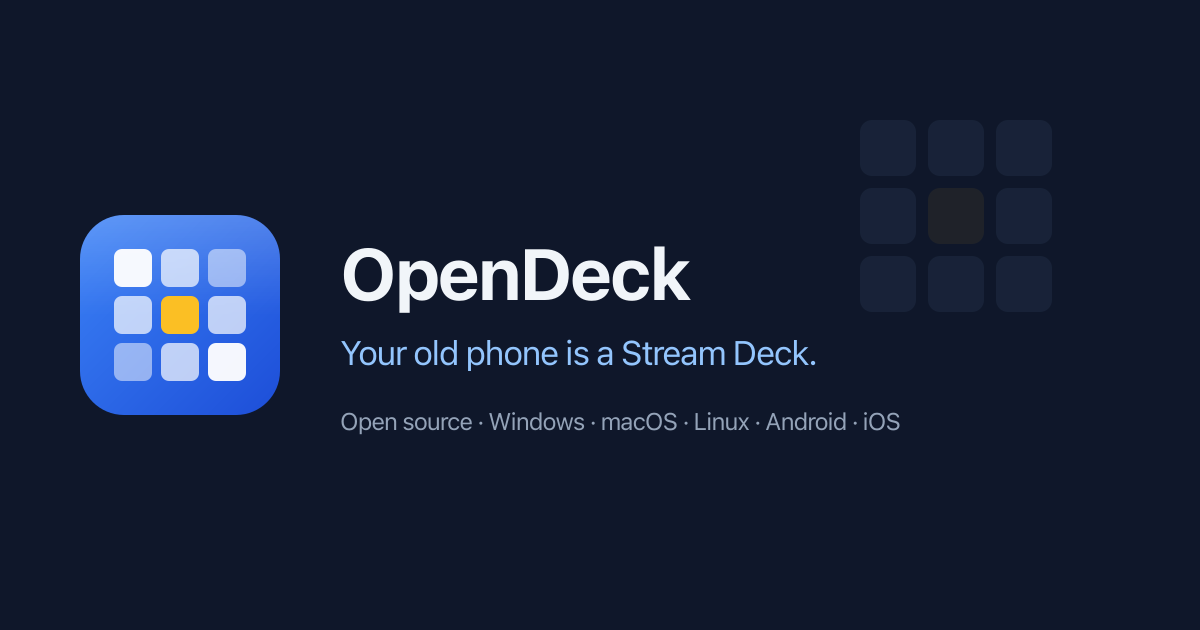 OpenDeck
Your old phone is a Stream Deck.
Open source · Windows · macOS · Linux · Android · iOS